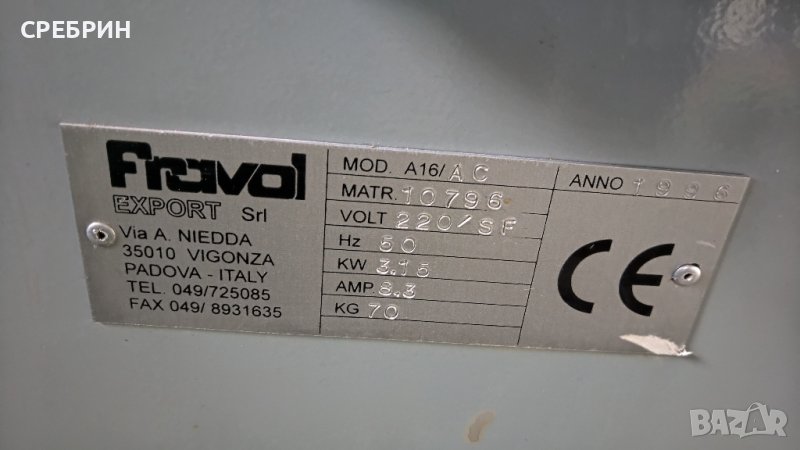 СРЕБРИН
Fravol
EXPORT Srl
Via A. NIEDDA
35010 VIGONZA
PADOVA - ITALY
TEL. 049/725085
FAX 049/ 8931635
MOD. A16/AC
MATR. 10796
VOLT 220/SF
Hz 50
KW 3.15
AMP. 8.3
KG 70
ANNO 1996
CE
BAZAR